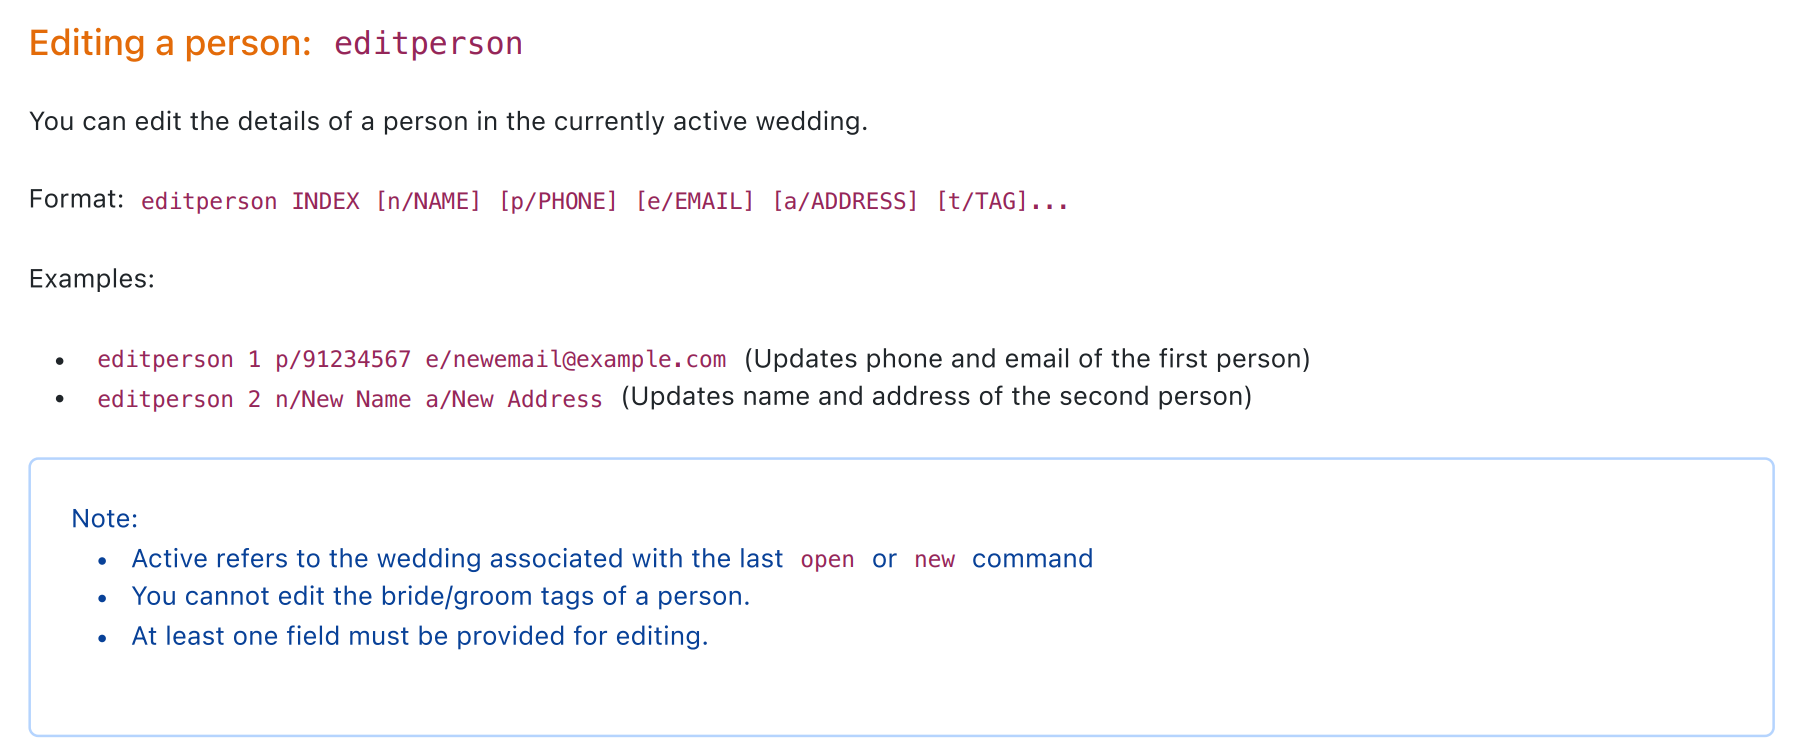 Editing a person: editperson
You can edit the details of a person in the currently active wedding.
Format: editperson INDEX [n/NAME] [p/PHONE] [e/EMAIL] [a/ADDRESS] [t/TAG]...
Examples:
• editperson 1 p/91234567 e/newemail@example.com (Updates phone and email of the first person)
• editperson 2 n/New Name a/New Address (Updates name and address of the second person)
Note:
• Active refers to the wedding associated with the last open or new command
• You cannot edit the bride/groom tags of a person.
• At least one field must be provided for editing.